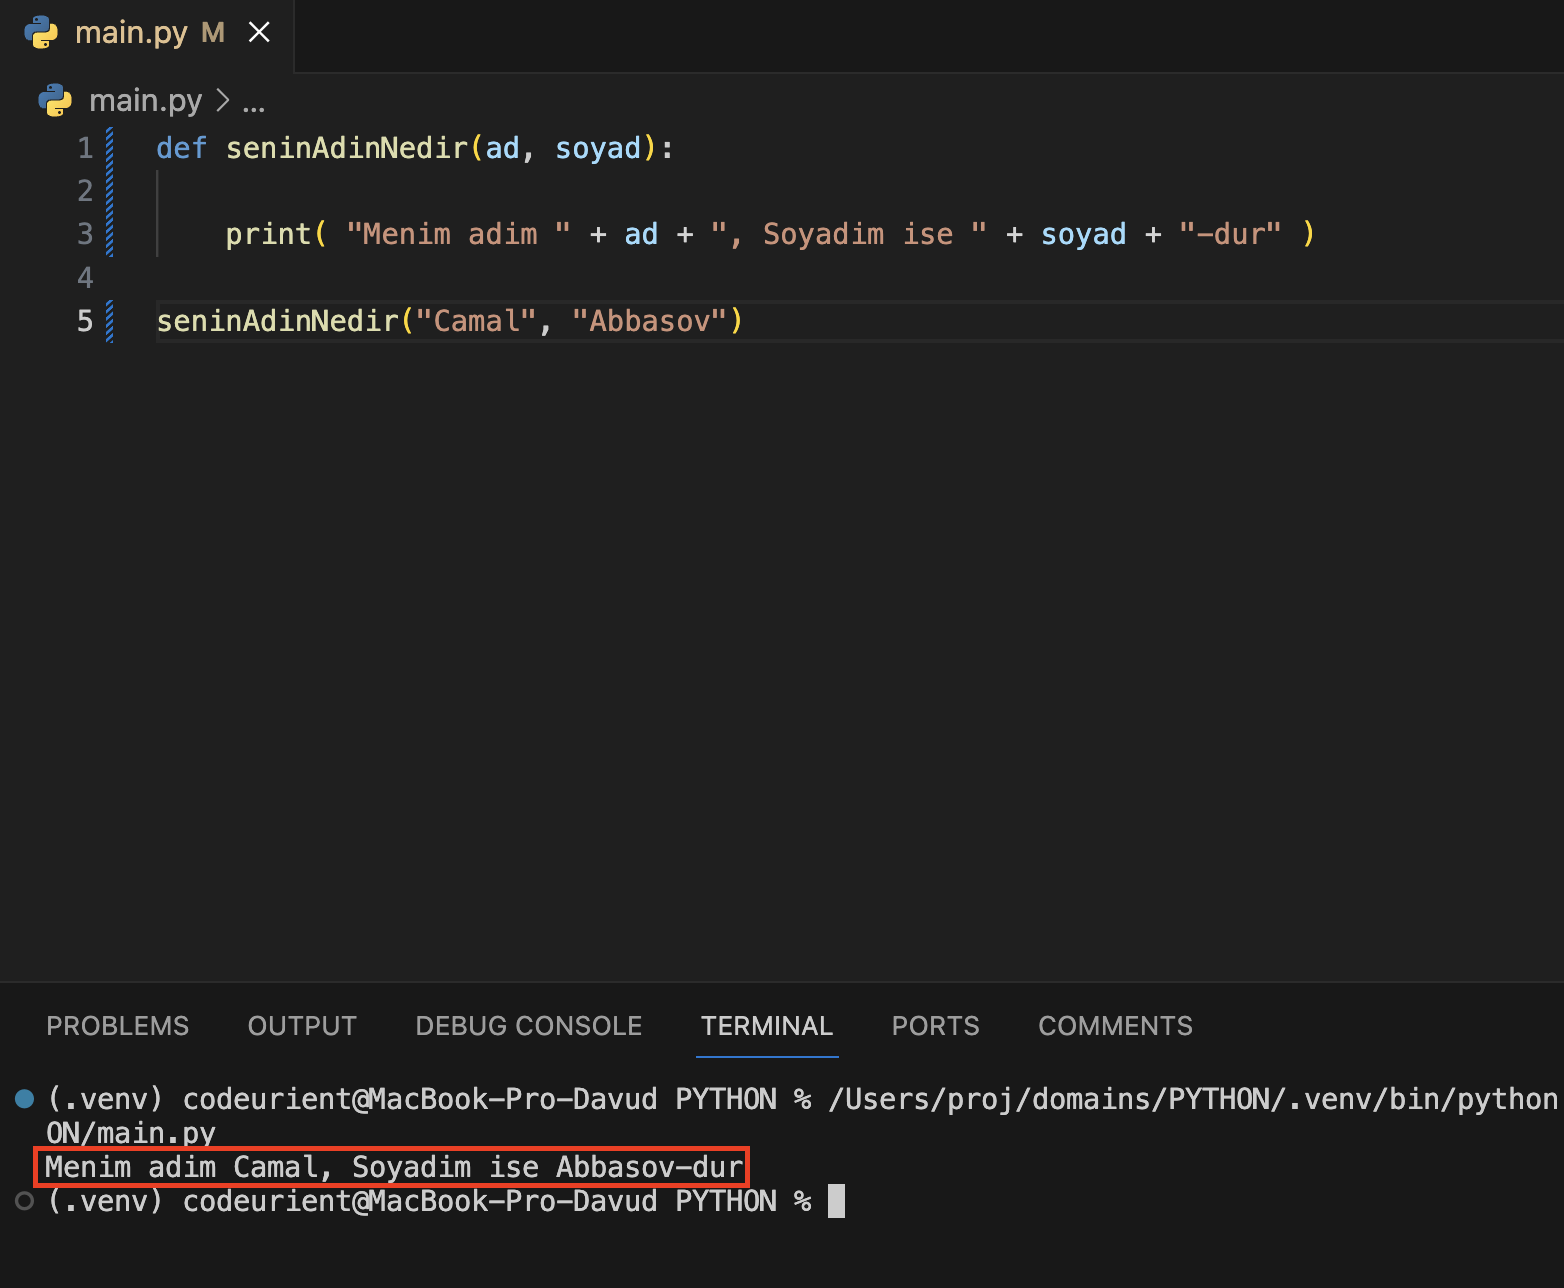 main.py M
main.py > ...
1 def seninAdinNedir(ad, soyad):
2
3 print( "Menim adim " + ad + ", Soyadim ise " + soyad + "-dur" )
4
5 seninAdinNedir("Camal", "Abbasov")
PROBLEMS OUTPUT DEBUG CONSOLE TERMINAL PORTS COMMENTS
(.venv) codeurient@MacBook-Pro-Davud PYTHON % /Users/proj/domains/PYTHON/.venv/bin/python
ON/main.py
Menim adim Camal, Soyadim ise Abbasov-dur
(.venv) codeurient@MacBook-Pro-Davud PYTHON %